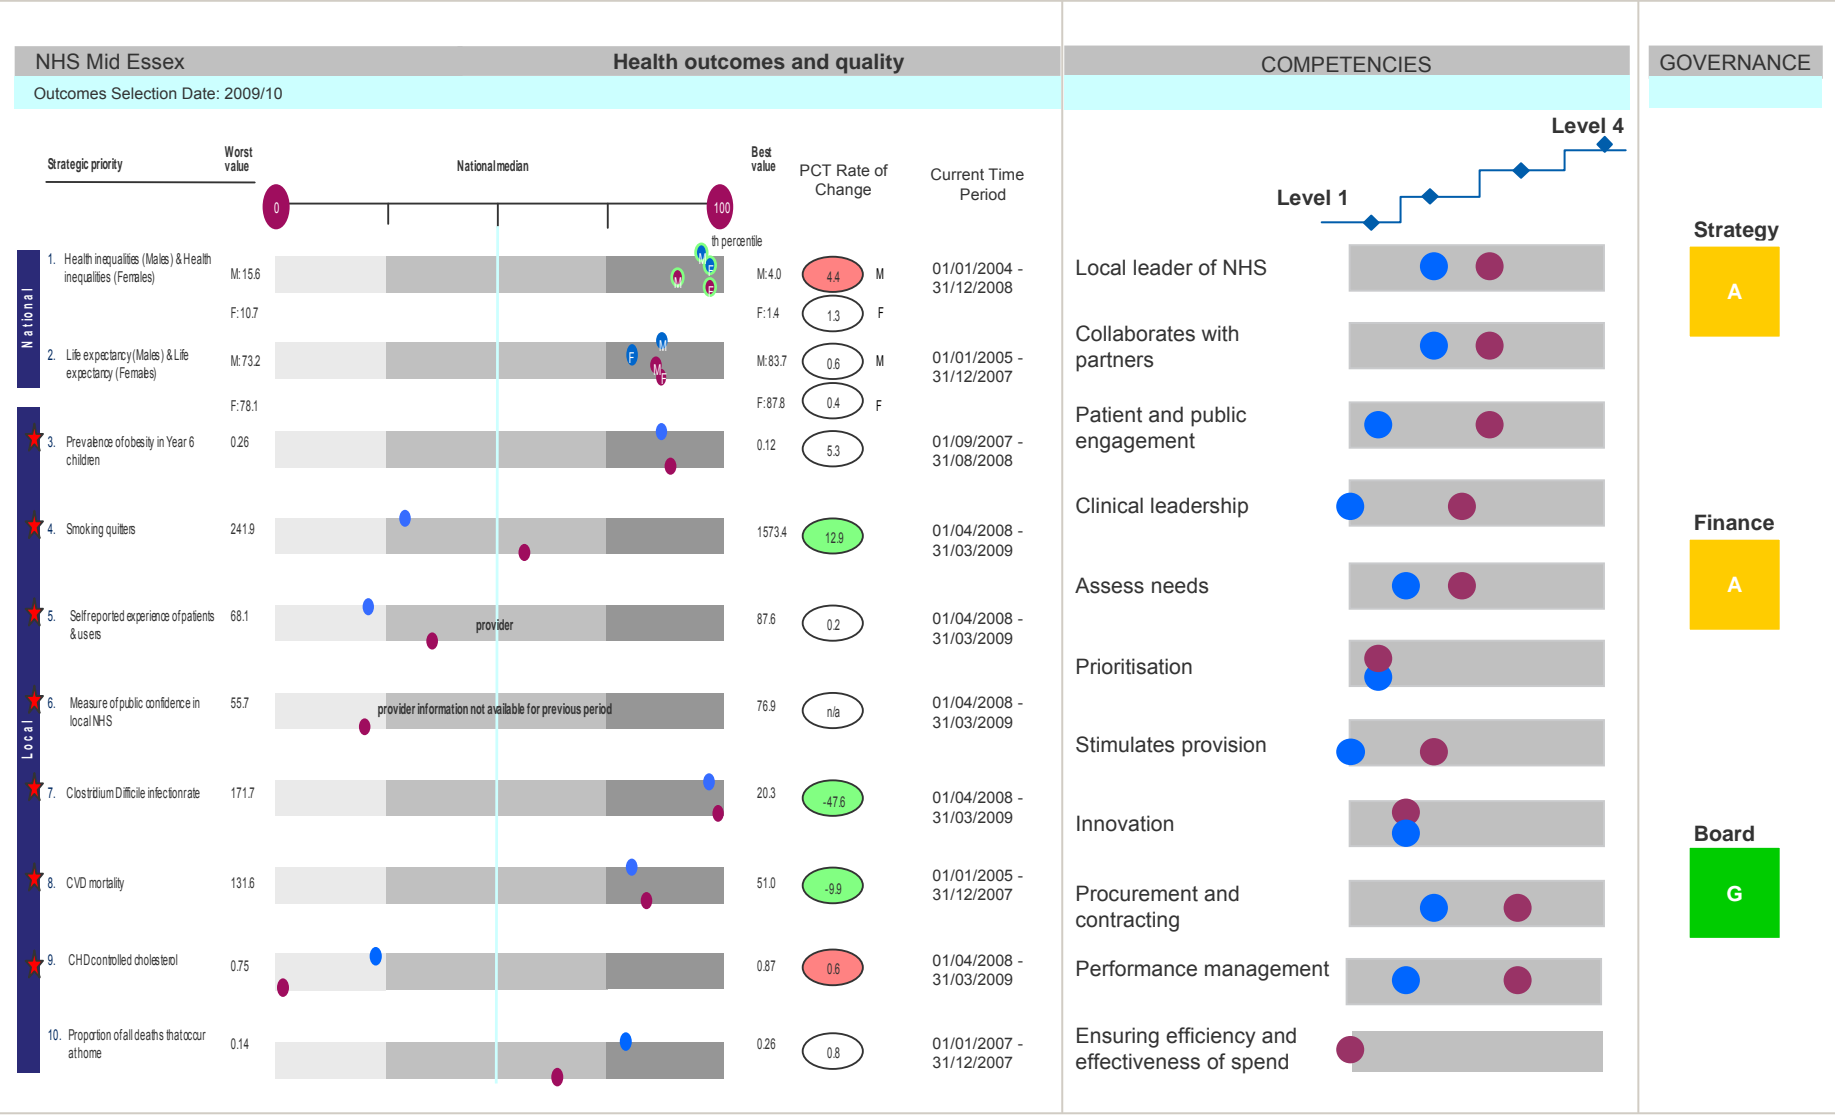 NHS Mid Essex
Health outcomes and quality
COMPETENCIES
GOVERNANCE
Outcomes Selection Date: 2009/10
Strategic priority
Worst
value
National median
Best
value
PCT Rate of
Change
Current Time
Period
0
100
th percentile
National
1. Health inequalities (Males) & Health
inequalities (Females)
M: 15.6
F: 10.7
M
F
M
F
M: 4.0
F: 1.4
4.4 M
1.3 F
01/01/2004 -
31/12/2008
2. Life expectancy (Males) & Life
expectancy (Females)
M: 73.2
F: 78.1
F
M
M
F
M: 83.7
F: 87.8
0.6 M
0.4 F
01/01/2005 -
31/12/2007
Local
3. Prevalence of obesity in Year 6
children
0.26
0.12
5.3
01/09/2007 -
31/08/2008
4. Smoking quitters
241.9
1573.4
12.9
01/04/2008 -
31/03/2009
5. Self reported experience of patients
& users
68.1
provider
87.6
0.2
01/04/2008 -
31/03/2009
6. Measure of public confidence in
local NHS
55.7
provider information not available for previous period
76.9
n/a
01/04/2008 -
31/03/2009
7. Clostridium Difficile infection rate
171.7
20.3
-47.6
01/04/2008 -
31/03/2009
8. CVD mortality
131.6
51.0
-9.9
01/01/2005 -
31/12/2007
9. CHD controlled cholesterol
0.75
0.87
0.6
01/04/2008 -
31/03/2009
10. Proportion of all deaths that occur
at home
0.14
0.26
0.8
01/01/2007 -
31/12/2007
Level 1
Level 4
Local leader of NHS
Collaborates with
partners
Patient and public
engagement
Clinical leadership
Assess needs
Prioritisation
Stimulates provision
Innovation
Procurement and
contracting
Performance management
Ensuring efficiency and
effectiveness of spend
Strategy
A
Finance
A
Board
G